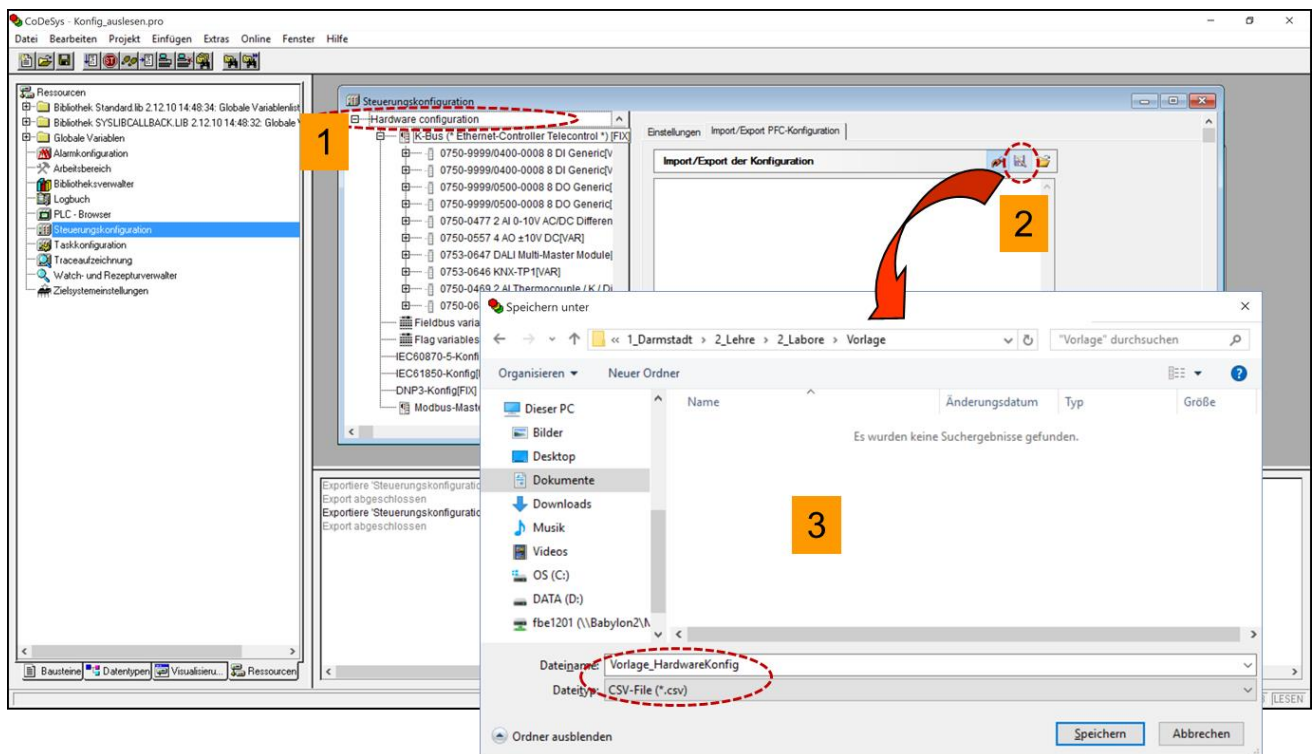 CoDeSys - Konfig_auslesen.pro
Datei Bearbeiten Projekt Einfügen Extras Online Fenster Hilfe
Ressourcen
Bibliothek Standard.lib 2.12.10 14:48:34: Globale Variablenlist
Bibliothek SYSLIBCALLBACK.LIB 2.12.10 14:48:32: Globale
Globale Variablen
Alarmkonfiguration
Arbeitsbereich
Bibliotheksverwalter
Logbuch
PLC - Browser
Steuerungskonfiguration
Taskkonfiguration
Traceaufzeichnung
Watch- und Rezepturverwalter
Zielsystemeinstellungen
Bausteine
Datentypen
Visualisieru...
Ressourcen
1
Steuerungskonfiguration
Hardware configuration
K-Bus (* Ethernet-Controller Telecontrol *) [FIX]
0750-9999/0400-0008 8 DI Generic[V
0750-9999/0400-0008 8 DI Generic[V
0750-9999/0500-0008 8 DO Generic[
0750-9999/0500-0008 8 DO Generic[
0750-0477 2 AI 0-10V AC/DC Differen
0750-0557 4 AO ±10V DC[VAR]
0753-0647 DALI Multi-Master Module[
0753-0646 KNX-TP1[VAR]
0750-0469 2 AI Thermocouple / K / Di
0750-06
Fieldbus varia
Flag variables
IEC60870-5-Konfi
IEC61850-Konfig[
DNP3-Konfig[FIX]
Modbus-Maste
Einstellungen
Import/Export PFC-Konfiguration
Import/Export der Konfiguration
2
Exportiere 'Steuerungskonfiguratio
Export abgeschlossen
Exportiere 'Steuerungskonfiguratio
Export abgeschlossen
Speichern unter
« 1_Darmstadt › 2_Lehre › 2_Labore › Vorlage
"Vorlage" durchsuchen
Organisieren
Neuer Ordner
Name
Änderungsdatum
Typ
Größe
Es wurden keine Suchergebnisse gefunden.
Dieser PC
Bilder
Desktop
Dokumente
Downloads
Musik
Videos
OS (C:)
DATA (D:)
fbe1201 (\\Babylon2\
3
Dateiname: Vorlage_HardwareKonfig
Dateityp: CSV-File (*.csv)
Ordner ausblenden
Speichern
Abbrechen
LESEN